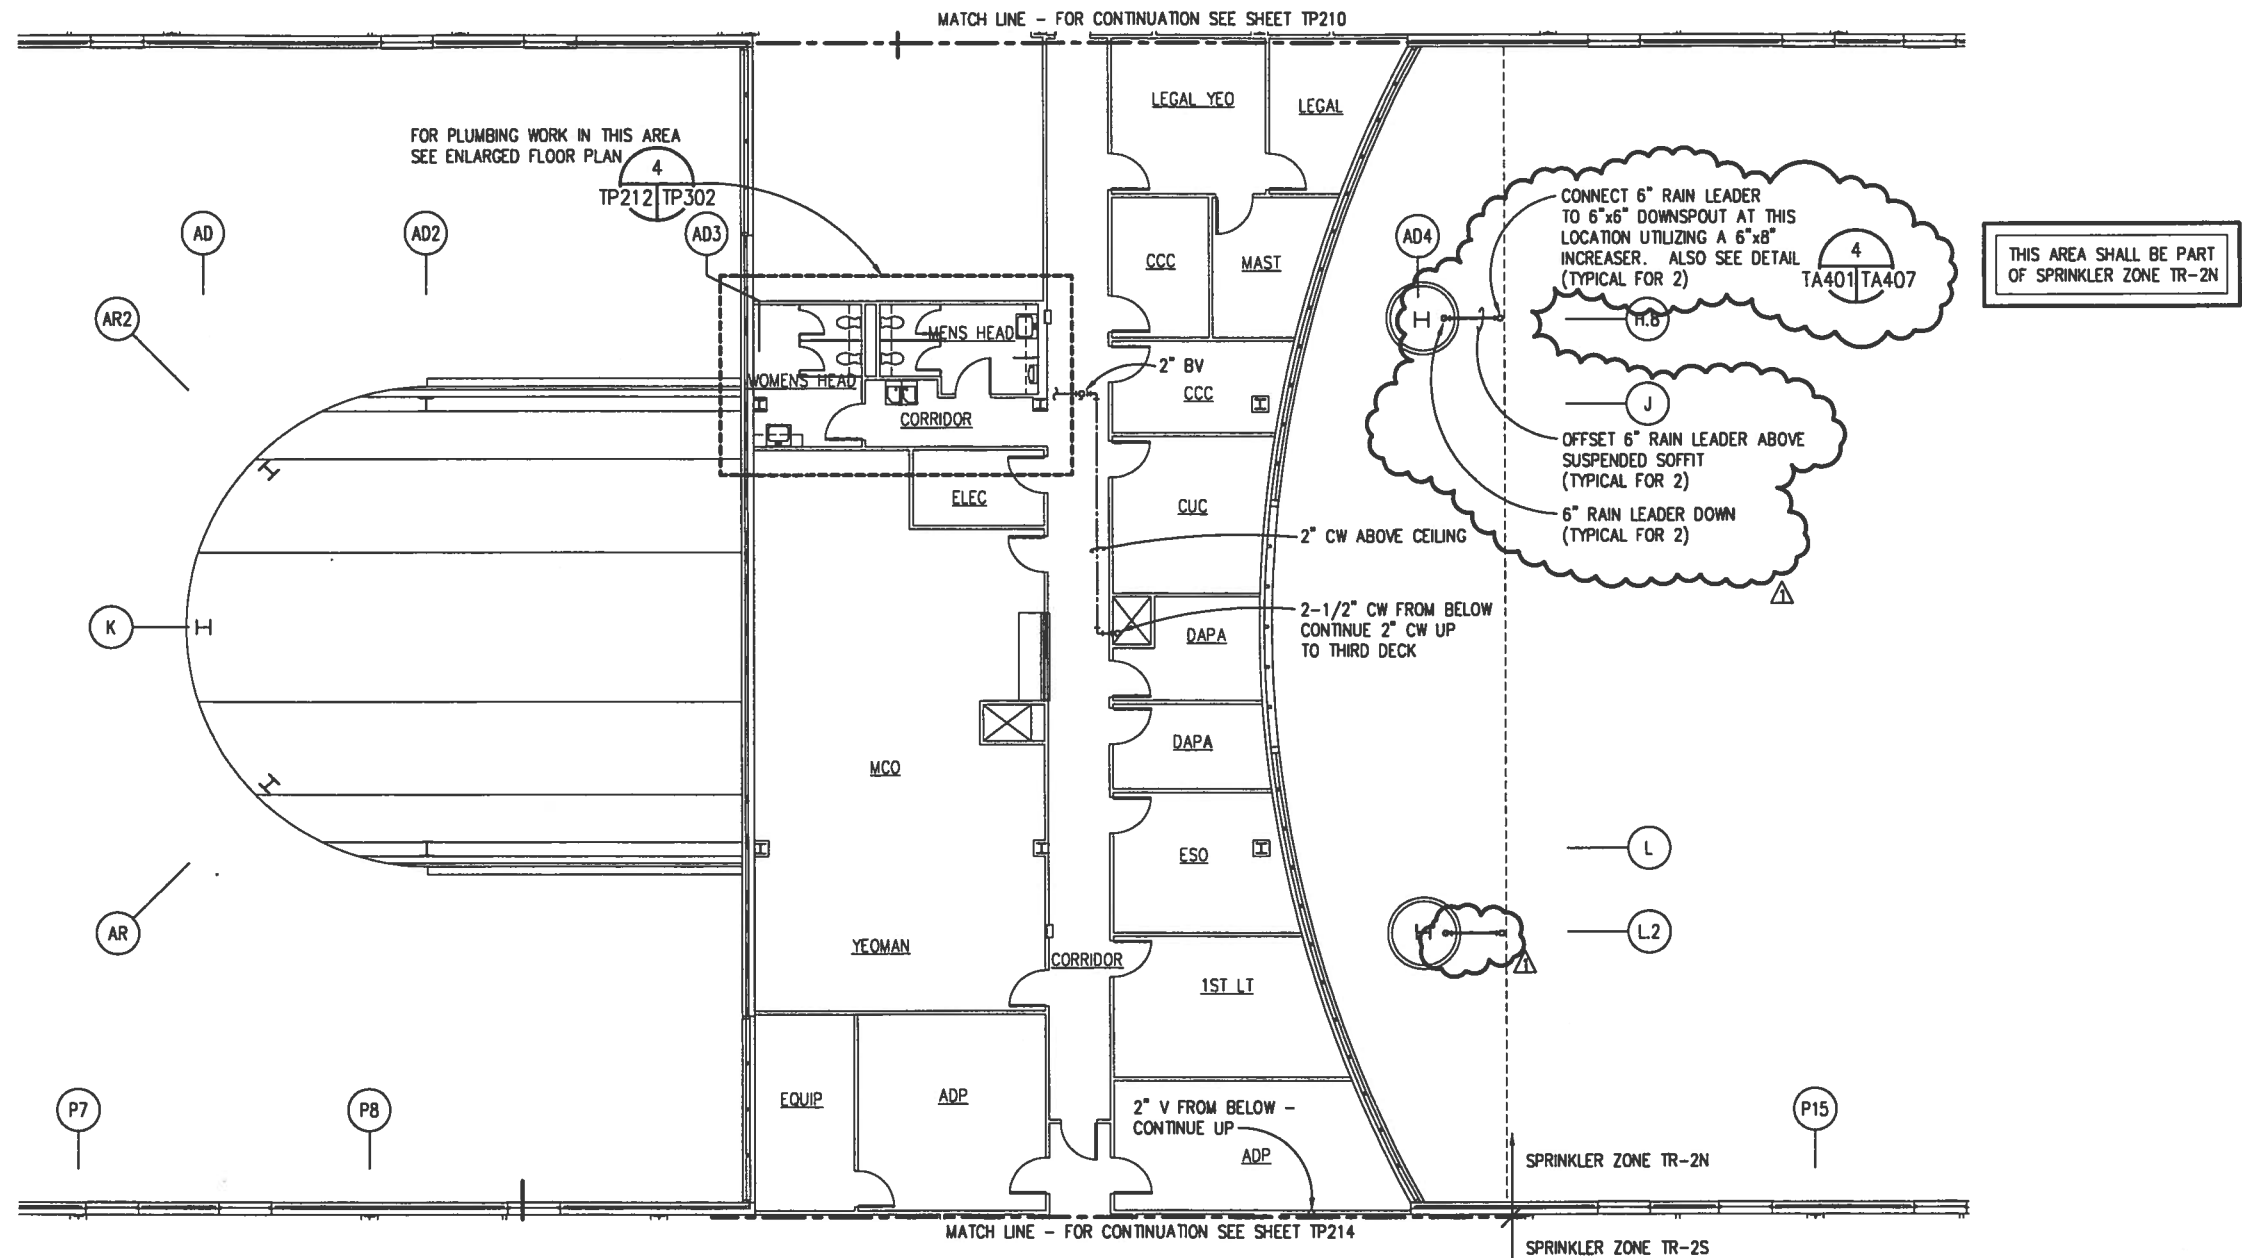 MATCH LINE - FOR CONTINUATION SEE SHEET TP210
LEGAL YEO
LEGAL
FOR PLUMBING WORK IN THIS AREA
SEE ENLARGED FLOOR PLAN
4
TP212 TP302
AD
AD2
AD3
AD4
CONNECT 6" RAIN LEADER
TO 6"x6" DOWNSPOUT AT THIS
LOCATION UTILIZING A 6"x8"
INCREASER. ALSO SEE DETAIL
(TYPICAL FOR 2)
4
TA401 TA407
THIS AREA SHALL BE PART
OF SPRINKLER ZONE TR-2N
CCC
MAST
AR2
H.8
MENS HEAD
WOMENS HEAD
2" BV
CCC
CORRIDOR
J
OFFSET 6" RAIN LEADER ABOVE
SUSPENDED SOFFIT
(TYPICAL FOR 2)
ELEC
CUC
6" RAIN LEADER DOWN
(TYPICAL FOR 2)
2" CW ABOVE CEILING
1
2-1/2" CW FROM BELOW
CONTINUE 2" CW UP
TO THIRD DECK
K
DAPA
DAPA
MCO
ESO
L
AR
YEOMAN
CORRIDOR
L.2
1
1ST LT
EQUIP
ADP
P7
P8
2" V FROM BELOW -
CONTINUE UP
ADP
P15
SPRINKLER ZONE TR-2N
MATCH LINE - FOR CONTINUATION SEE SHEET TP214
SPRINKLER ZONE TR-2S